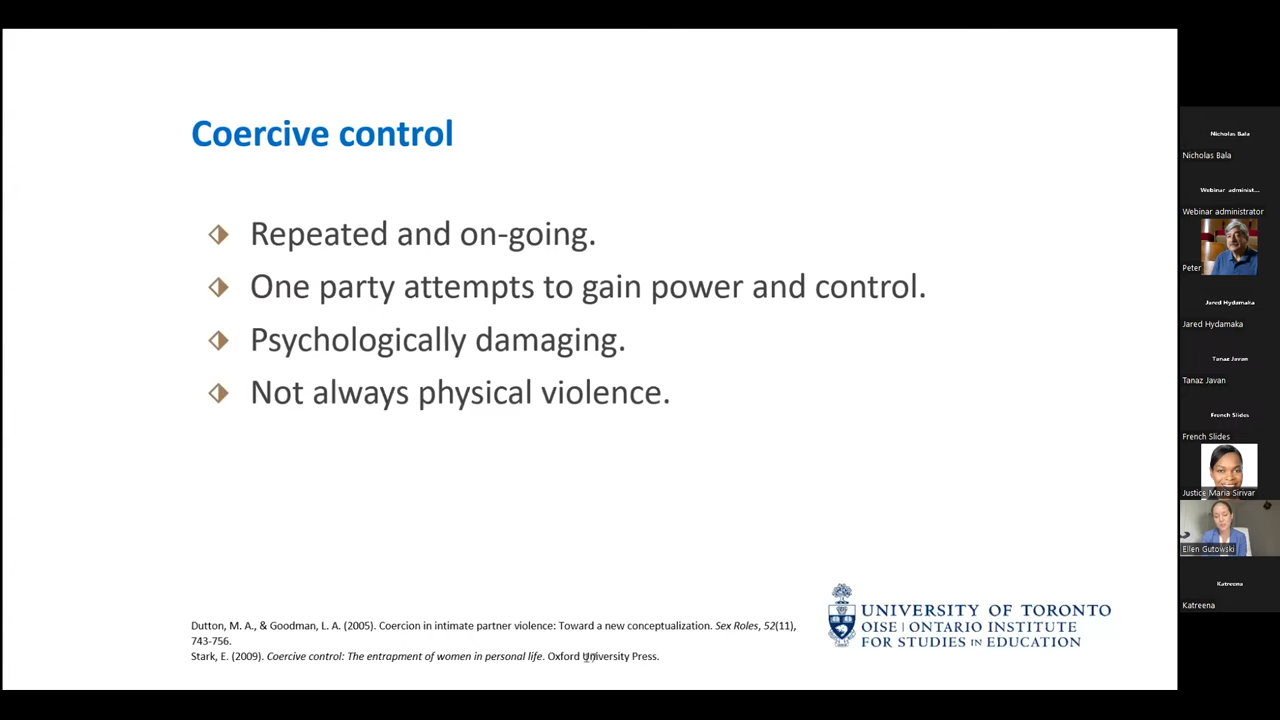 Coercive control
Repeated and on-going.
One party attempts to gain power and control.
Psychologically damaging.
Not always physical violence.
Dutton, M. A., & Goodman, L. A. (2005). Coercion in intimate partner violence: Toward a new conceptualization. Sex Roles, 52(11),
743-756.
Stark, E. (2009). Coercive control: The entrapment of women in personal life. Oxford University Press.
UNIVERSITY OF TORONTO
OISE | ONTARIO INSTITUTE
FOR STUDIES IN EDUCATION
Nicholas Bala
Nicholas Bala
Webinar administ...
Webinar administrator
Peter
Jared Hydamaka
Jared Hydamaka
Tanaz Javan
Tanaz Javan
French Slides
French Slides
Justice Maria Sirivar
Ellen Gutowski
Katreena
Katreena